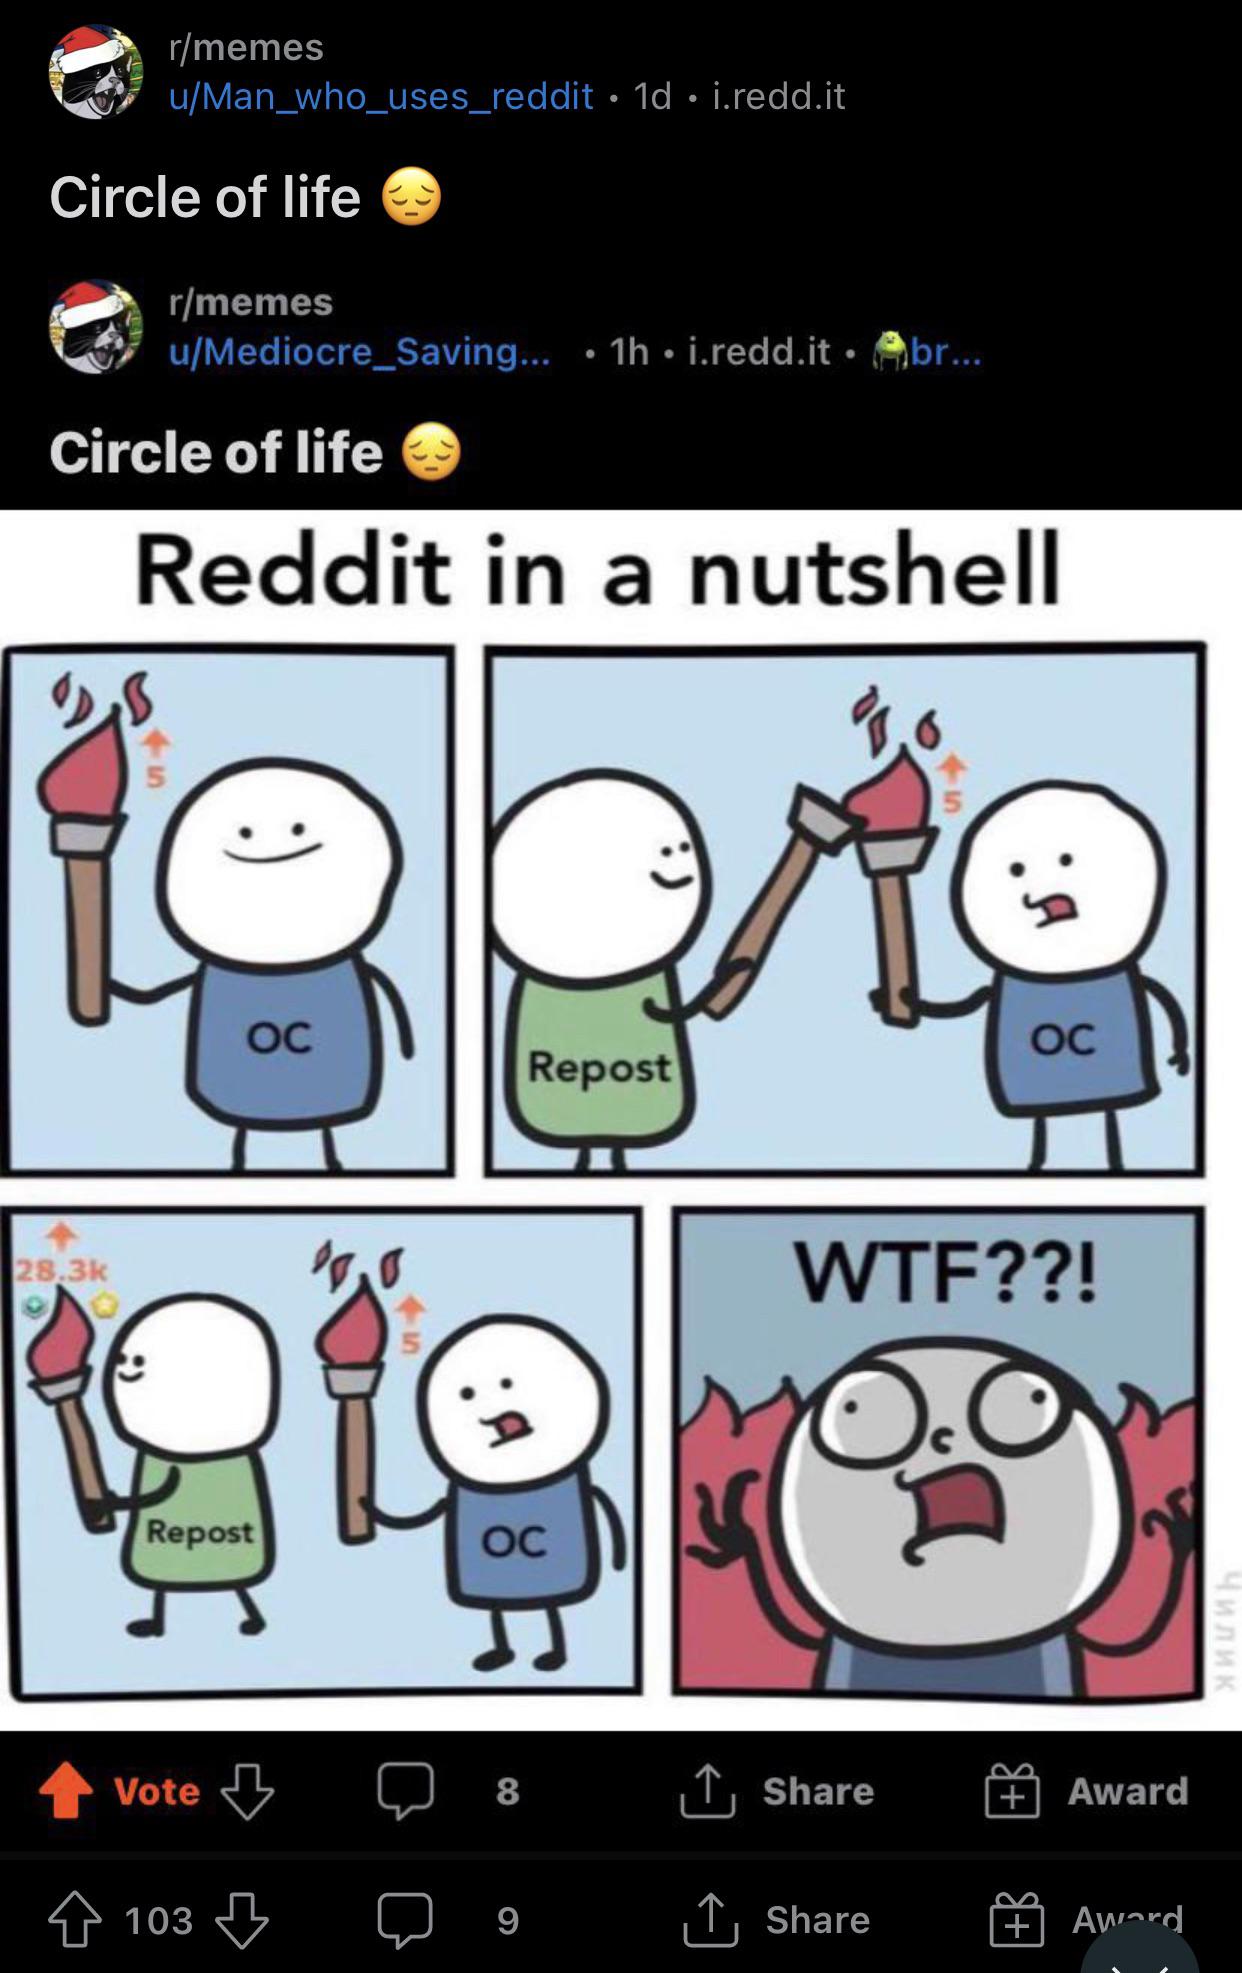 r/memes
u/Man_who_uses_reddit • 1d • i.redd.it
Circle of life 😔
r/memes
u/Mediocre_Saving... • 1h • i.redd.it • br...
Circle of life 😔
Reddit in a nutshell
5
OC
5
Repost
OC
28.3k
5
Repost
OC
WTF??!
Чилик
Vote 8 Share Award
103 9 Share Award